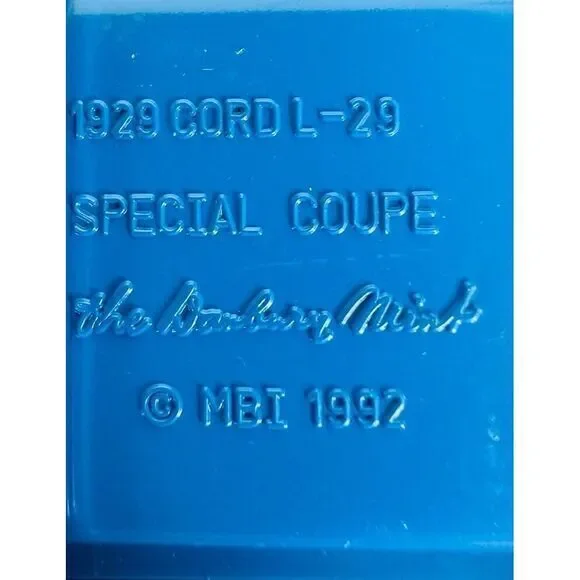 1929 CORD L-29
SPECIAL COUPE
The Danbury Mint
© MBI 1992